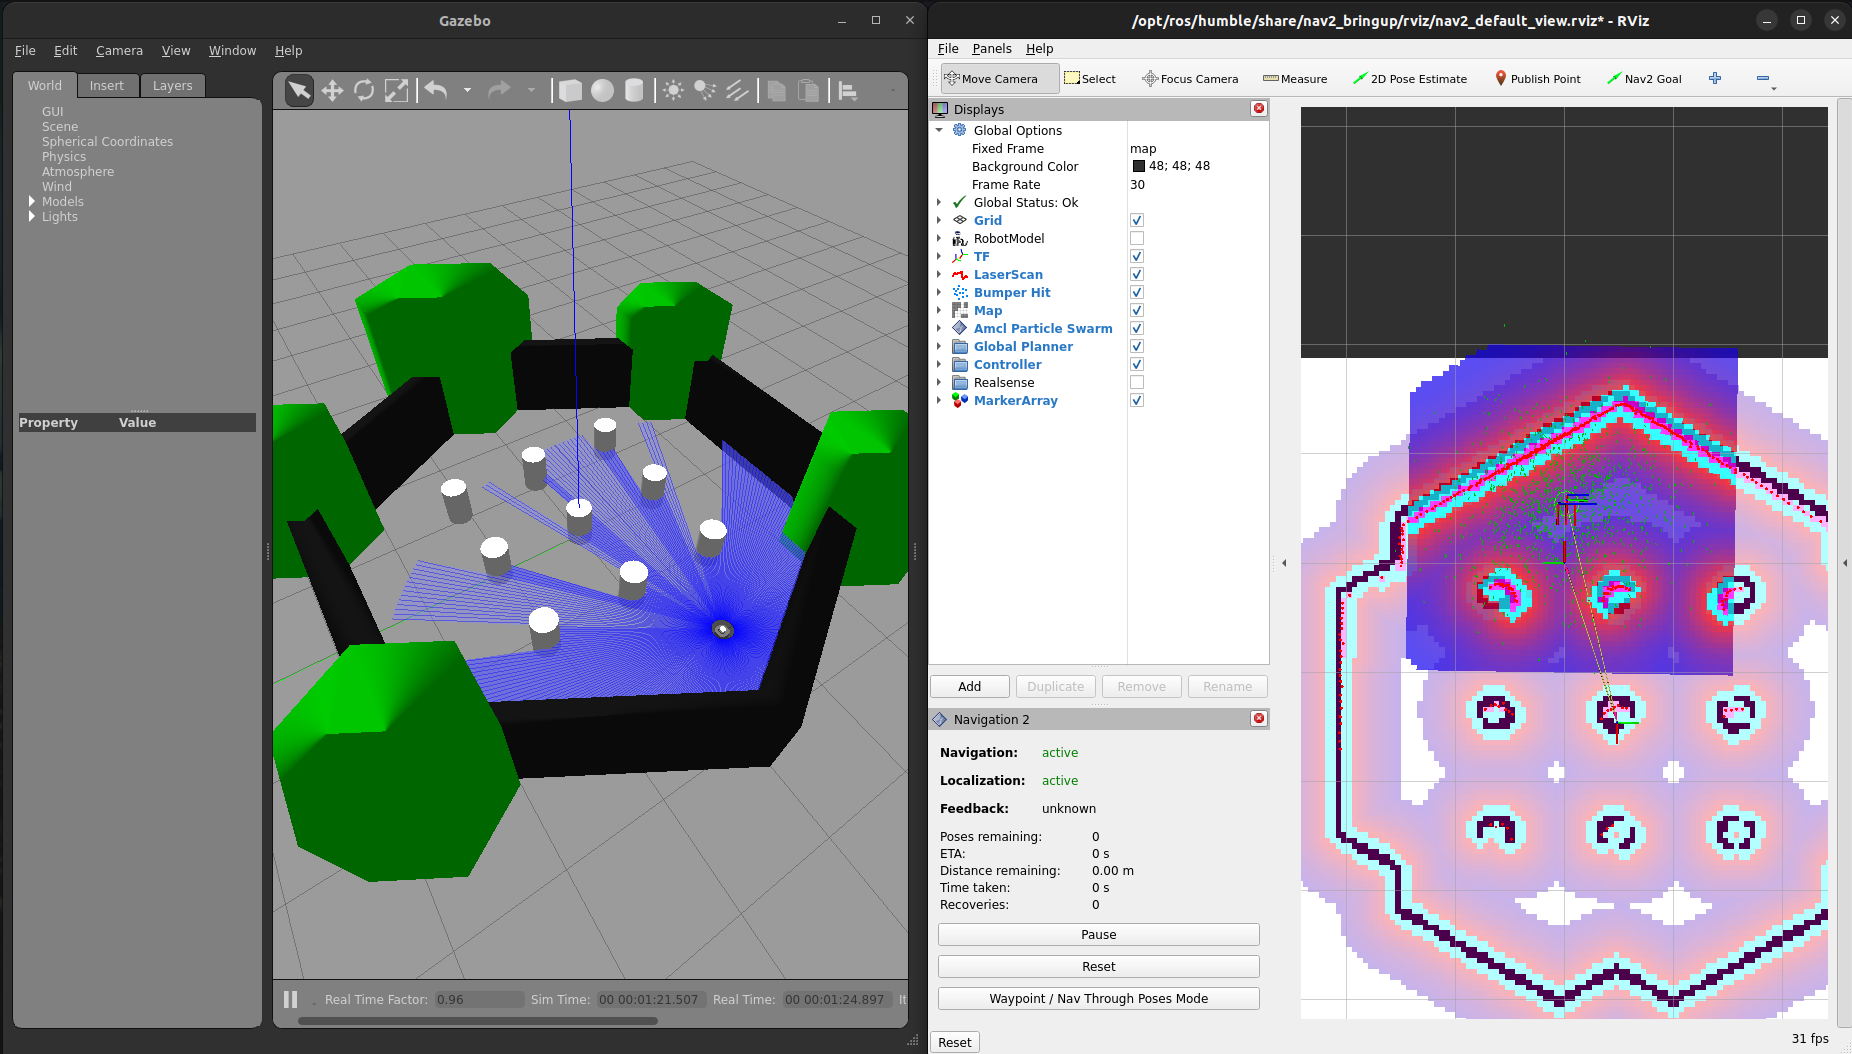 Gazebo
File Edit Camera View Window Help
World Insert Layers
GUI
Scene
Spherical Coordinates
Physics
Atmosphere
Wind
Models
Lights
Property Value
Real Time Factor: 0.96 Sim Time: 00 00:01:21.507 Real Time: 00 00:01:24.897 It
/opt/ros/humble/share/nav2_bringup/rviz/nav2_default_view.rviz* - RViz
File Panels Help
Move Camera Select Focus Camera Measure 2D Pose Estimate Publish Point Nav2 Goal
Displays
Global Options
Fixed Frame map
Background Color 48; 48; 48
Frame Rate 30
Global Status: Ok
Grid
RobotModel
TF
LaserScan
Bumper Hit
Map
Amcl Particle Swarm
Global Planner
Controller
Realsense
MarkerArray
Add Duplicate Remove Rename
Navigation 2
Navigation: active
Localization: active
Feedback: unknown
Poses remaining: 0
ETA: 0 s
Distance remaining: 0.00 m
Time taken: 0 s
Recoveries: 0
Pause
Reset
Waypoint / Nav Through Poses Mode
Reset
31 fps